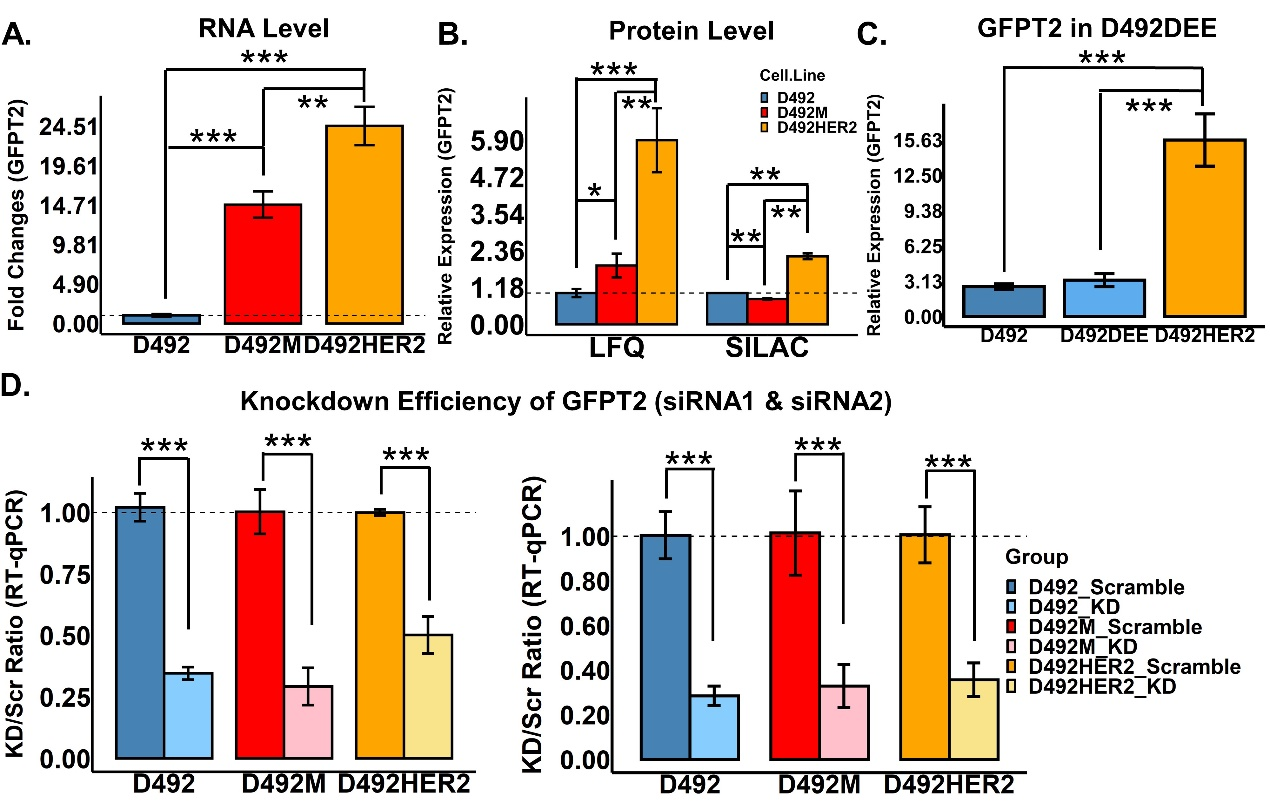 A.
RNA Level
Fold Changes (GFPT2)
24.51
19.61
14.71
9.81
4.90
0.00
***
***
**
D492
D492M
D492HER2
B.
Protein Level
Relative Expression (GFPT2)
5.90
4.72
3.54
2.36
1.18
0.00
***
**
*
**
**
**
Cell.Line
D492
D492M
D492HER2
LFQ
SILAC
C.
GFPT2 in D492DEE
Relative Expression (GFPT2)
15.63
12.50
9.38
6.25
3.13
0.00
***
***
D492
D492DEE
D492HER2
D.
Knockdown Efficiency of GFPT2 (siRNA1 & siRNA2)
KD/Scr Ratio (RT-qPCR)
1.00
0.75
0.50
0.25
0.00
***
***
***
D492
D492M
D492HER2
KD/Scr Ratio (RT-qPCR)
1.00
0.80
0.60
0.40
0.20
0.00
***
***
***
D492
D492M
D492HER2
Group
D492_Scramble
D492_KD
D492M_Scramble
D492M_KD
D492HER2_Scramble
D492HER2_KD